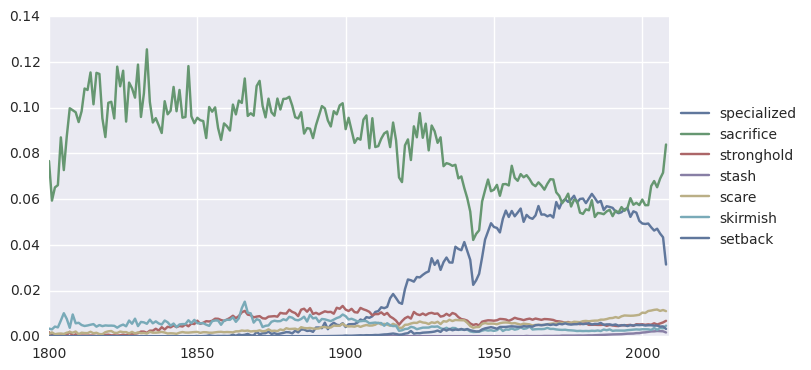 0.14
0.12
0.10
0.08
0.06
0.04
0.02
0.00
1800 1850 1900 1950 2000
specialized
sacrifice
stronghold
stash
scare
skirmish
setback